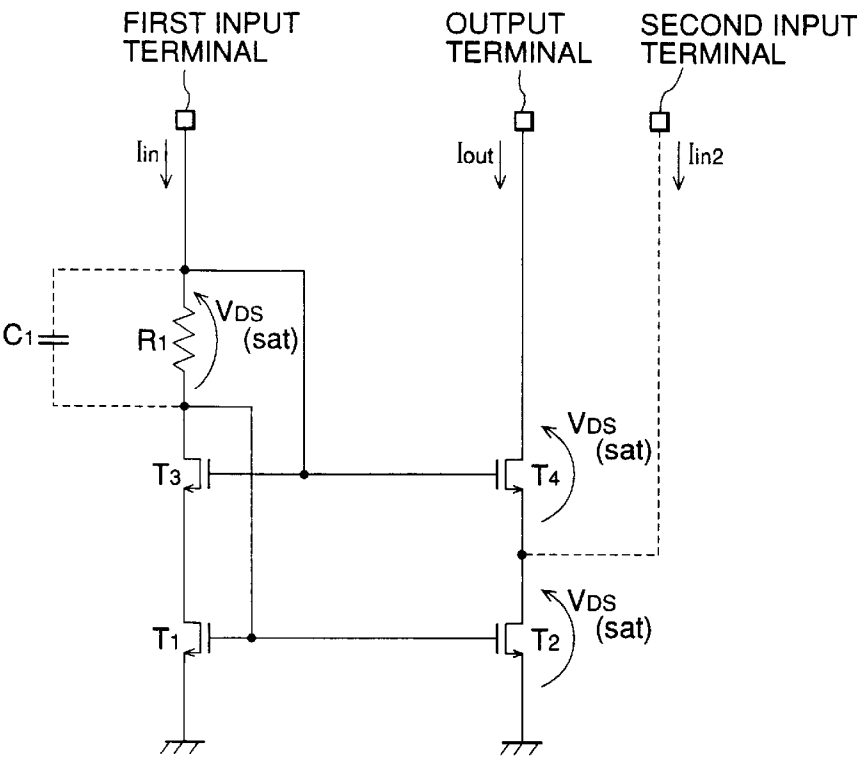 FIRST INPUT
TERMINAL
OUTPUT
TERMINAL
SECOND INPUT
TERMINAL
Iin
Iout
Iin2
C1
R1
VDS
(sat)
T3
T4
VDS
(sat)
T1
T2
VDS
(sat)